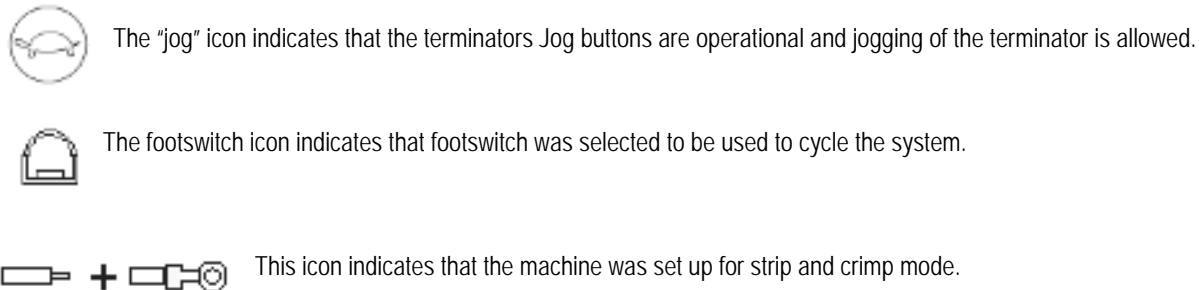 The “jog” icon indicates that the terminators Jog buttons are operational and jogging of the terminator is allowed.
The footswitch icon indicates that footswitch was selected to be used to cycle the system.
This icon indicates that the machine was set up for strip and crimp mode.